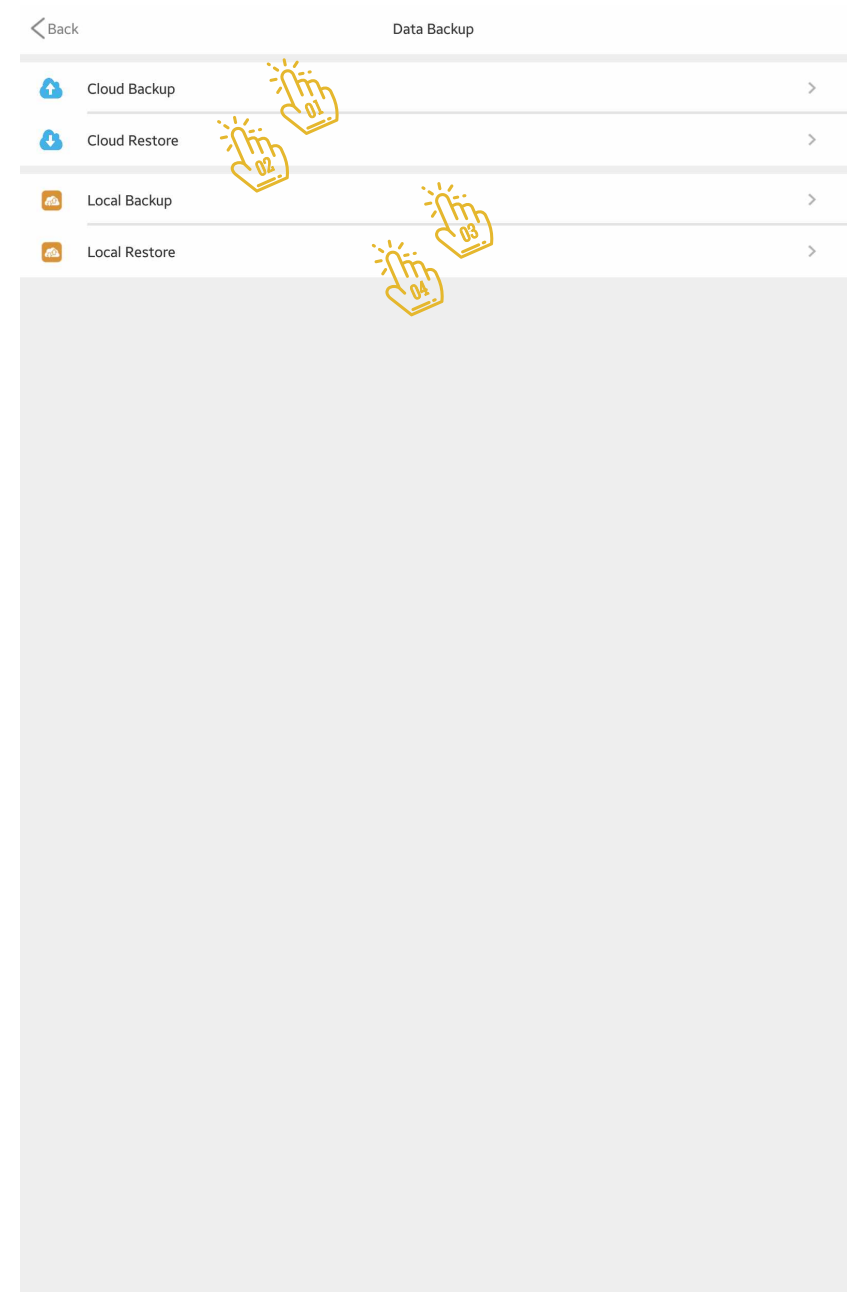 Back
Data Backup
Cloud Backup
01
Cloud Restore
02
Local Backup
03
Local Restore
04